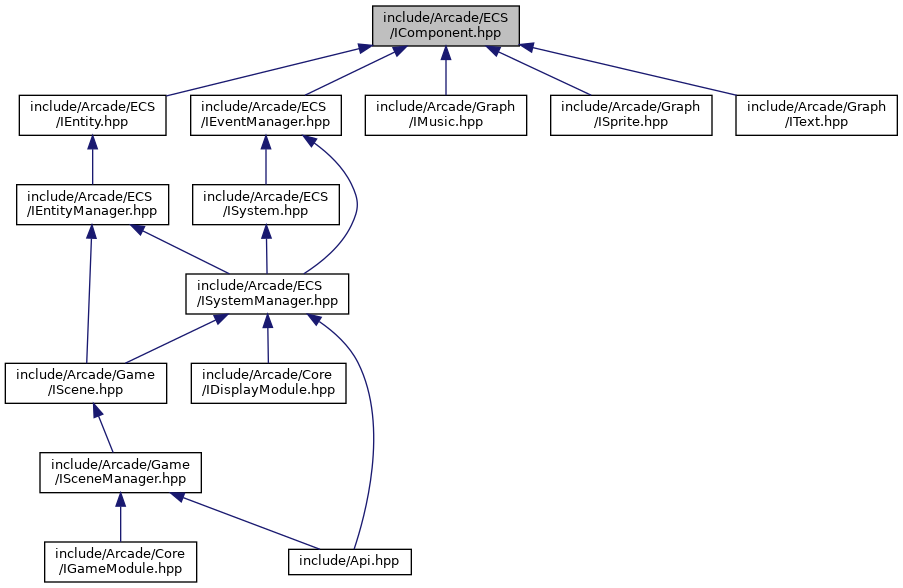 include/Arcade/ECS
/IComponent.hpp
include/Arcade/ECS
/IEntity.hpp
include/Arcade/ECS
/IEventManager.hpp
include/Arcade/Graph
/IMusic.hpp
include/Arcade/Graph
/ISprite.hpp
include/Arcade/Graph
/IText.hpp
include/Arcade/ECS
/IEntityManager.hpp
include/Arcade/ECS
/ISystem.hpp
include/Arcade/ECS
/ISystemManager.hpp
include/Arcade/Game
/IScene.hpp
include/Arcade/Core
/IDisplayModule.hpp
include/Arcade/Game
/ISceneManager.hpp
include/Arcade/Core
/IGameModule.hpp
include/Api.hpp